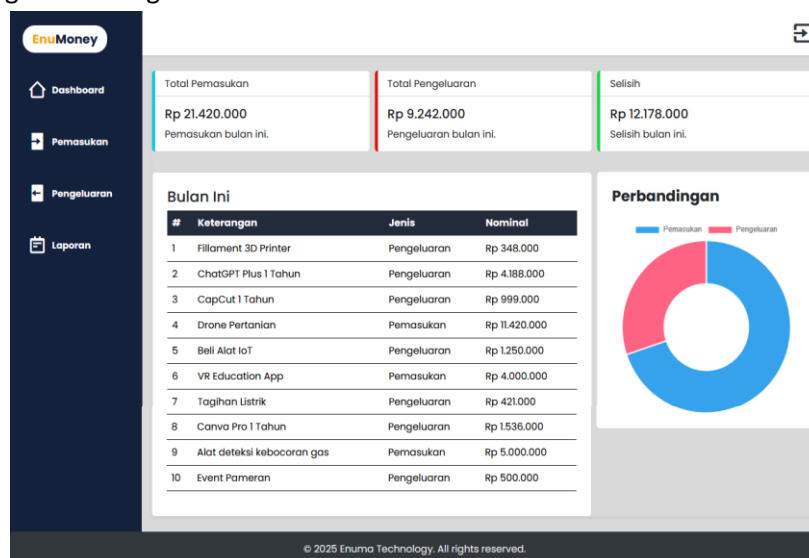 EnuMoney
Dashboard
Pemasukan
Pengeluaran
Laporan
Total Pemasukan
Rp 21.420.000
Pemasukan bulan ini.
Total Pengeluaran
Rp 9.242.000
Pengeluaran bulan ini.
Selisih
Rp 12.178.000
Selisih bulan ini.
Bulan Ini
# Keterangan Jenis Nominal
1 Fillament 3D Printer Pengeluaran Rp 348.000
2 ChatGPT Plus 1 Tahun Pengeluaran Rp 4.188.000
3 CapCut 1 Tahun Pengeluaran Rp 999.000
4 Drone Pertanian Pemasukan Rp 11.420.000
5 Beli Alat IoT Pengeluaran Rp 1.250.000
6 VR Education App Pemasukan Rp 4.000.000
7 Tagihan Listrik Pengeluaran Rp 421.000
8 Canva Pro 1 Tahun Pengeluaran Rp 1.536.000
9 Alat deteksi kebocoran gas Pemasukan Rp 5.000.000
10 Event Pameran Pengeluaran Rp 500.000
Perbandingan
Pemasukan Pengeluaran
© 2025 Enuma Technology. All rights reserved.